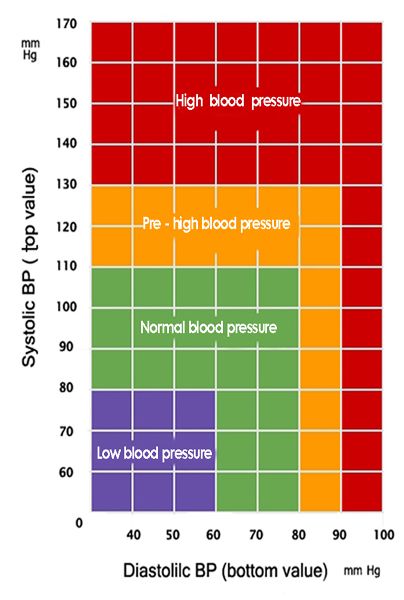 mm
Hg
170
160
150
140
130
120
110
100
90
80
70
60
0
Systolic BP ( top value)
High blood pressure
Pre - high blood pressure
Normal blood pressure
Low blood pressure
40 50 60 70 80 90 100
Diastolilc BP (bottom value) mm Hg